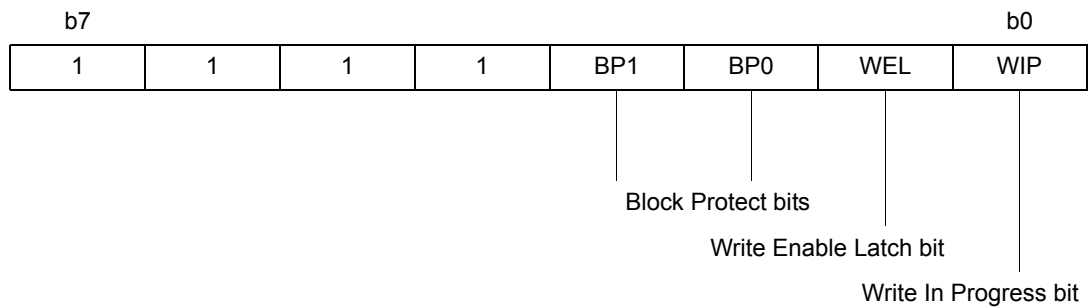 b7 b0
1 1 1 1 BP1 BP0 WEL WIP
Block Protect bits
Write Enable Latch bit
Write In Progress bit